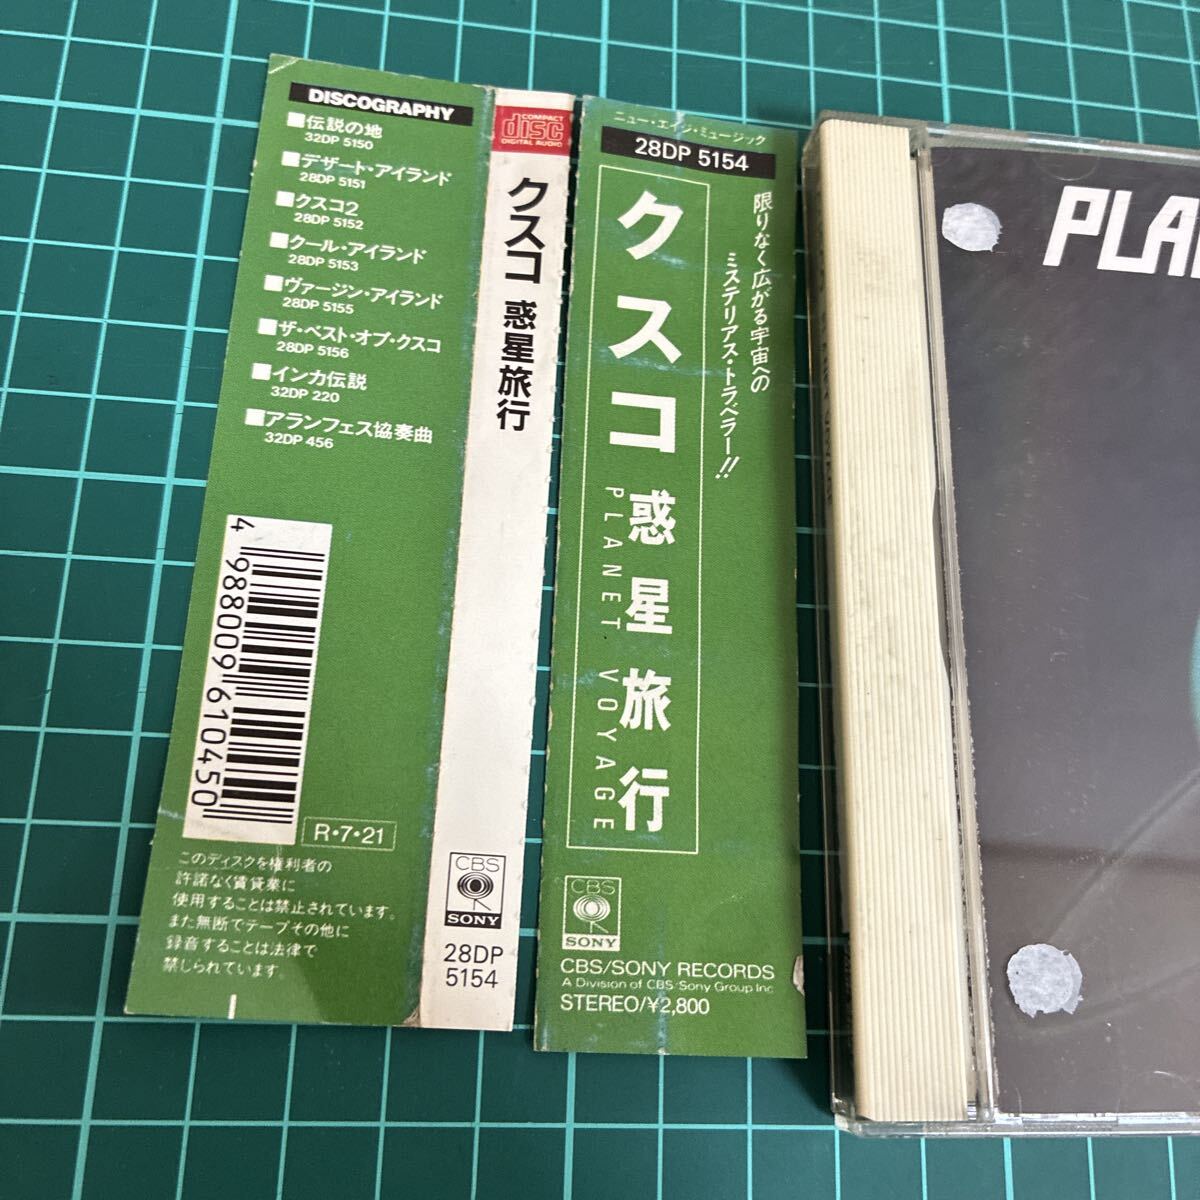 DISCOGRAPHY
■伝説の地
32DP 5150
■デザート・アイランド
28DP 5151
■クスコ2
28DP 5152
■クール・アイランド
28DP 5153
■ヴァージン・アイランド
28DP 5155
■ザ・ベスト・オブ・クスコ
28DP 5156
■インカ伝説
32DP 220
■アランフェス協奏曲
32DP 456
4 988009 610450
R・7・21
このディスクを権利者の
許諾なく賃貸業に
使用することは禁止されています。
また無断でテープその他に
録音することは法律で
禁じられています。
COMPACT
disc
DIGITAL AUDIO
クスコ 惑星旅行
CBS
SONY
28DP
5154
ニュー・エイジ・ミュージック
28DP 5154
限りなく広がる宇宙への
ミステリアス・トラベラー!!
クスコ惑星旅行
PLANET VOYAGE
CBS
SONY
CBS/SONY RECORDS
A Division of CBS/Sony Group Inc
STEREO/¥2,800
PLA